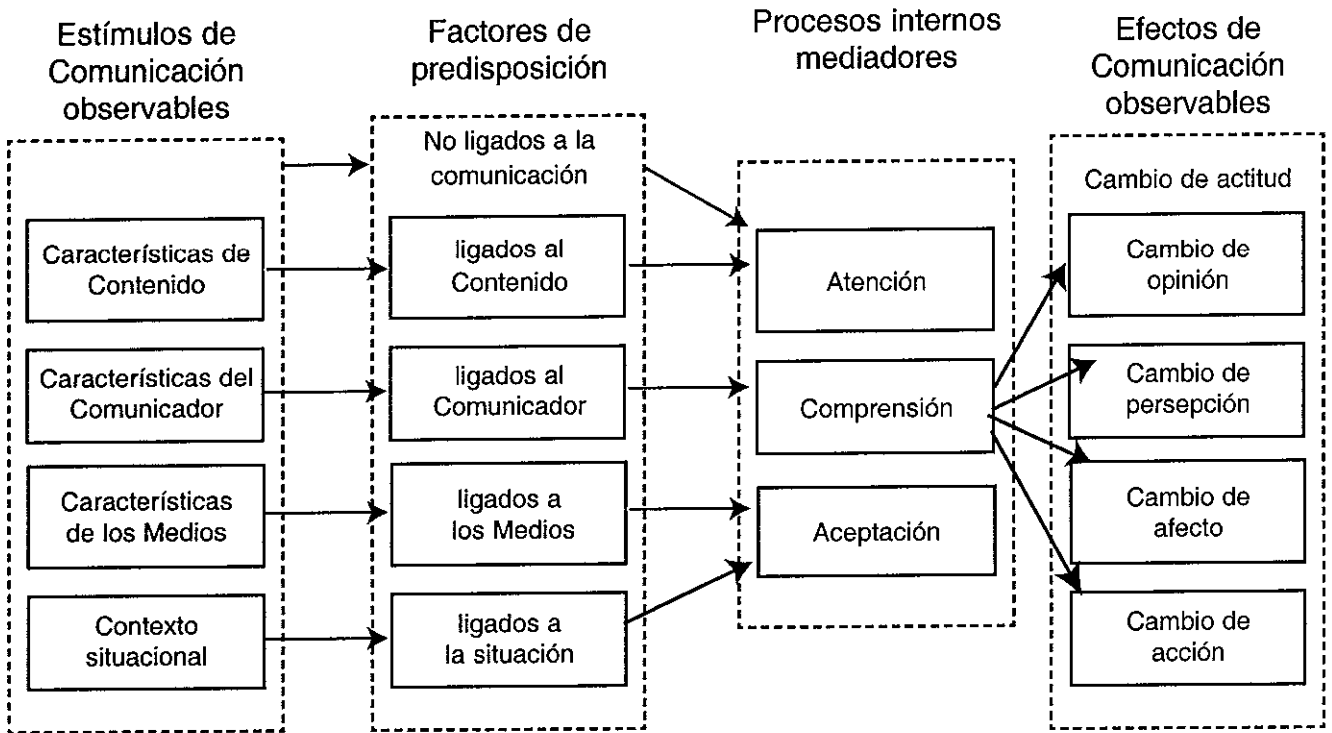 Estímulos de
Comunicación
observables
Características de
Contenido
Características del
Comunicador
Características
de los Medios
Contexto
situacional
Factores de
predisposición
No ligados a la
comunicación
ligados al
Contenido
ligados al
Comunicador
ligados a
los Medios
ligados a
la situación
Procesos internos
mediadores
Atención
Comprensión
Aceptación
Efectos de
Comunicación
observables
Cambio de actitud
Cambio de
opinión
Cambio de
persepción
Cambio de
afecto
Cambio de
acción